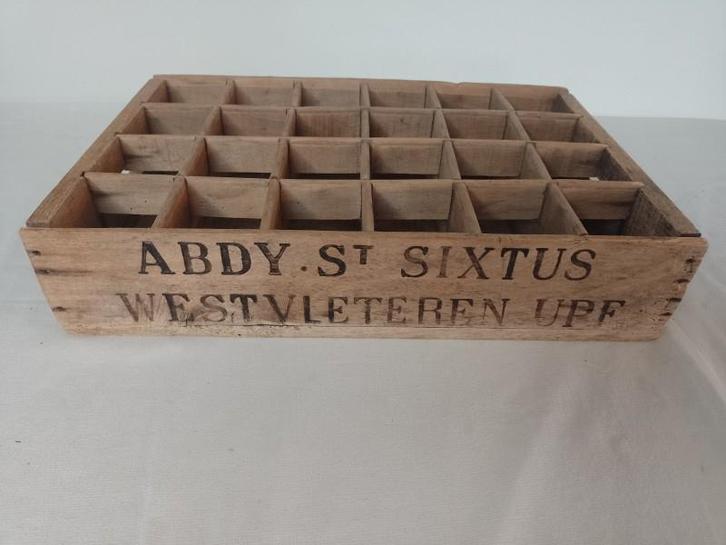 ABDY · ST SIXTUS
WESTVLETEREN UPF